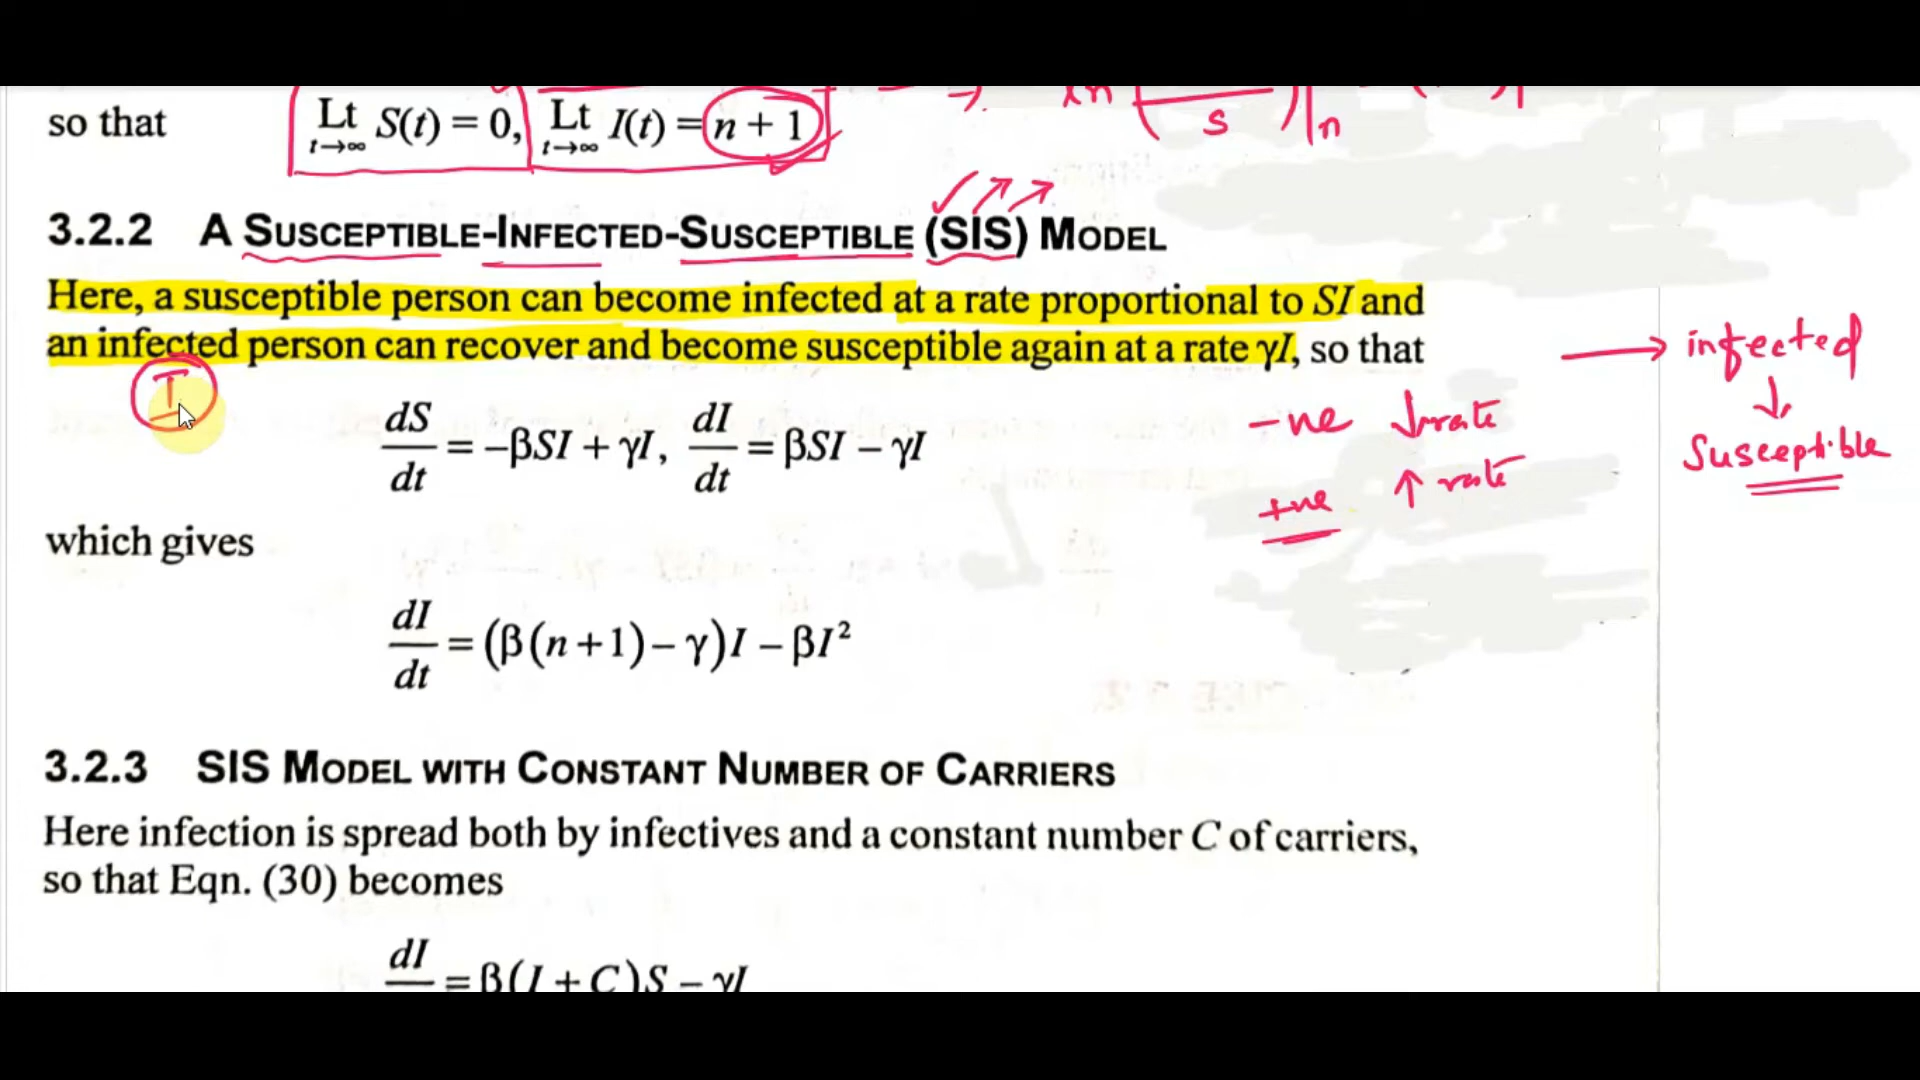 so that Lt t→∞ S(t) = 0, Lt t→∞ I(t) = n + 1
s n
3.2.2 A SUSCEPTIBLE-INFECTED-SUSCEPTIBLE (SIS) MODEL
Here, a susceptible person can become infected at a rate proportional to SI and
an infected person can recover and become susceptible again at a rate γI, so that
→ infected
↓
Susceptible
I
-ve ↓rate
+ve ↑ rate
dS/dt = –βSI + γI, dI/dt = βSI – γI
which gives
dI/dt = (β(n+1) – γ)I – βI²
3.2.3 SIS MODEL WITH CONSTANT NUMBER OF CARRIERS
Here infection is spread both by infectives and a constant number C of carriers,
so that Eqn. (30) becomes
dI = β(I + C)S – γI